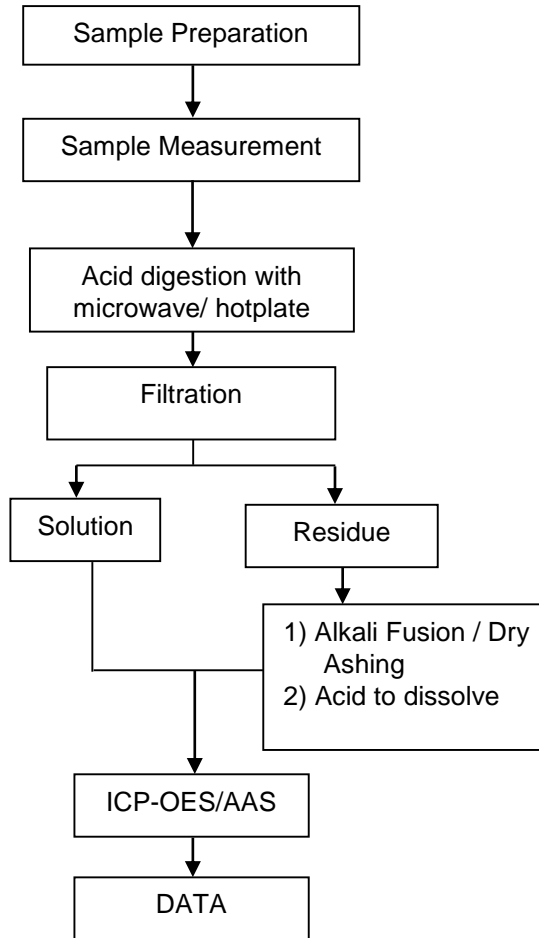 Sample Preparation
Sample Measurement
Acid digestion with
microwave/ hotplate
Filtration
Solution
Residue
1) Alkali Fusion / Dry
Ashing
2) Acid to dissolve
ICP-OES/AAS
DATA